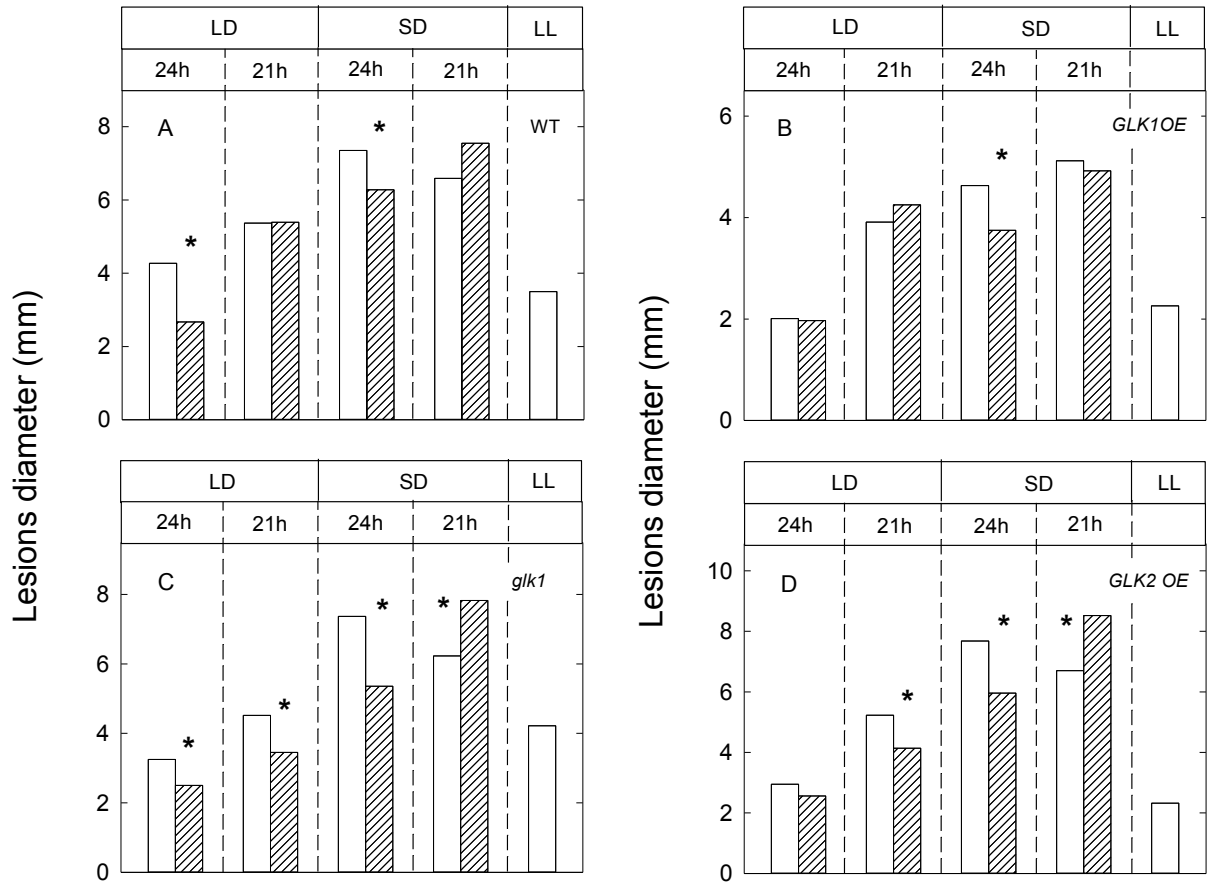 LD SD LL
24h 21h 24h 21h
A * * WT
8
6
4
2
0
LD SD LL
24h 21h 24h 21h
B * GLK1OE
6
4
2
0
LD SD LL
24h 21h 24h 21h
C * * * * glk1
8
6
4
2
0
LD SD LL
24h 21h 24h 21h
D * * * GLK2 OE
10
8
6
4
2
0
Lesions diameter (mm)
Lesions diameter (mm)